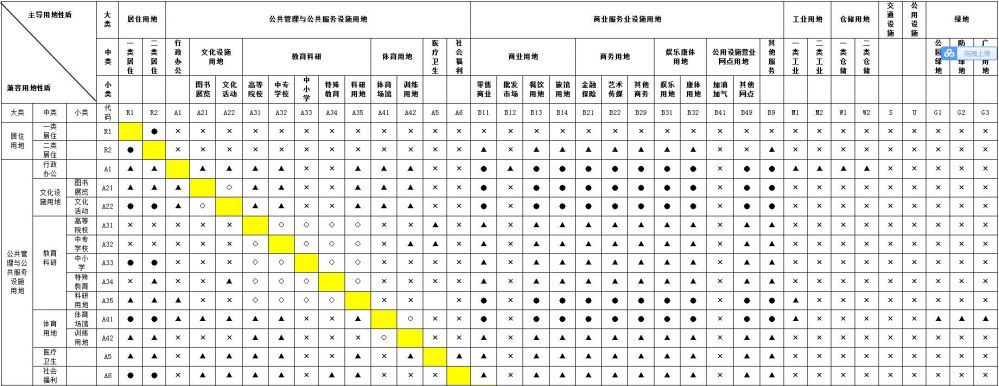 主导用地性质 大类 居住用地 公共管理与公共服务设施用地 商业服务业设施用地 工业用地 仓储用地 交通设施 公用设施 绿地
中类 一类居住 二类居住 行政办公 文化设施用地 教育科研 体育用地 医疗卫生 社会福利 商业用地 商务用地 娱乐康体用地 公用设施营业网点用地 其他服务 一类工业 二类工业 一类仓储 二类仓储
拖拽上传
兼容用地性质 小类 图书展览 文化活动 高等院校 中专学校 中小学 特殊教育 科研用地 体育场馆 训练用地 零售商业 批发市场 餐饮用地 旅馆用地 金融保险 艺术传媒 其他商务 娱乐用地 康体用地 加油加气 其他网点
大类 中类 小类 代码 R1 R2 A1 A21 A22 A31 A32 A33 A34 A35 A41 A42 A5 A6 B11 B12 B13 B14 B21 B22 B29 B31 B32 B41 B49 B9 M1 M2 W1 W2 S U G1 G2 G3
居住用地 一类居住 R1
二类居住 R2
公共管理与公共服务设施用地 行政办公 A1
文化设施用地 图书展览 A21
文化活动 A22
教育科研 高等院校 A31
中专学校 A32
中小学 A33
特殊教育 A34
科研用地 A35
体育用地 体育场馆 A41
训练用地 A42
医疗卫生 A5
社会福利 A6